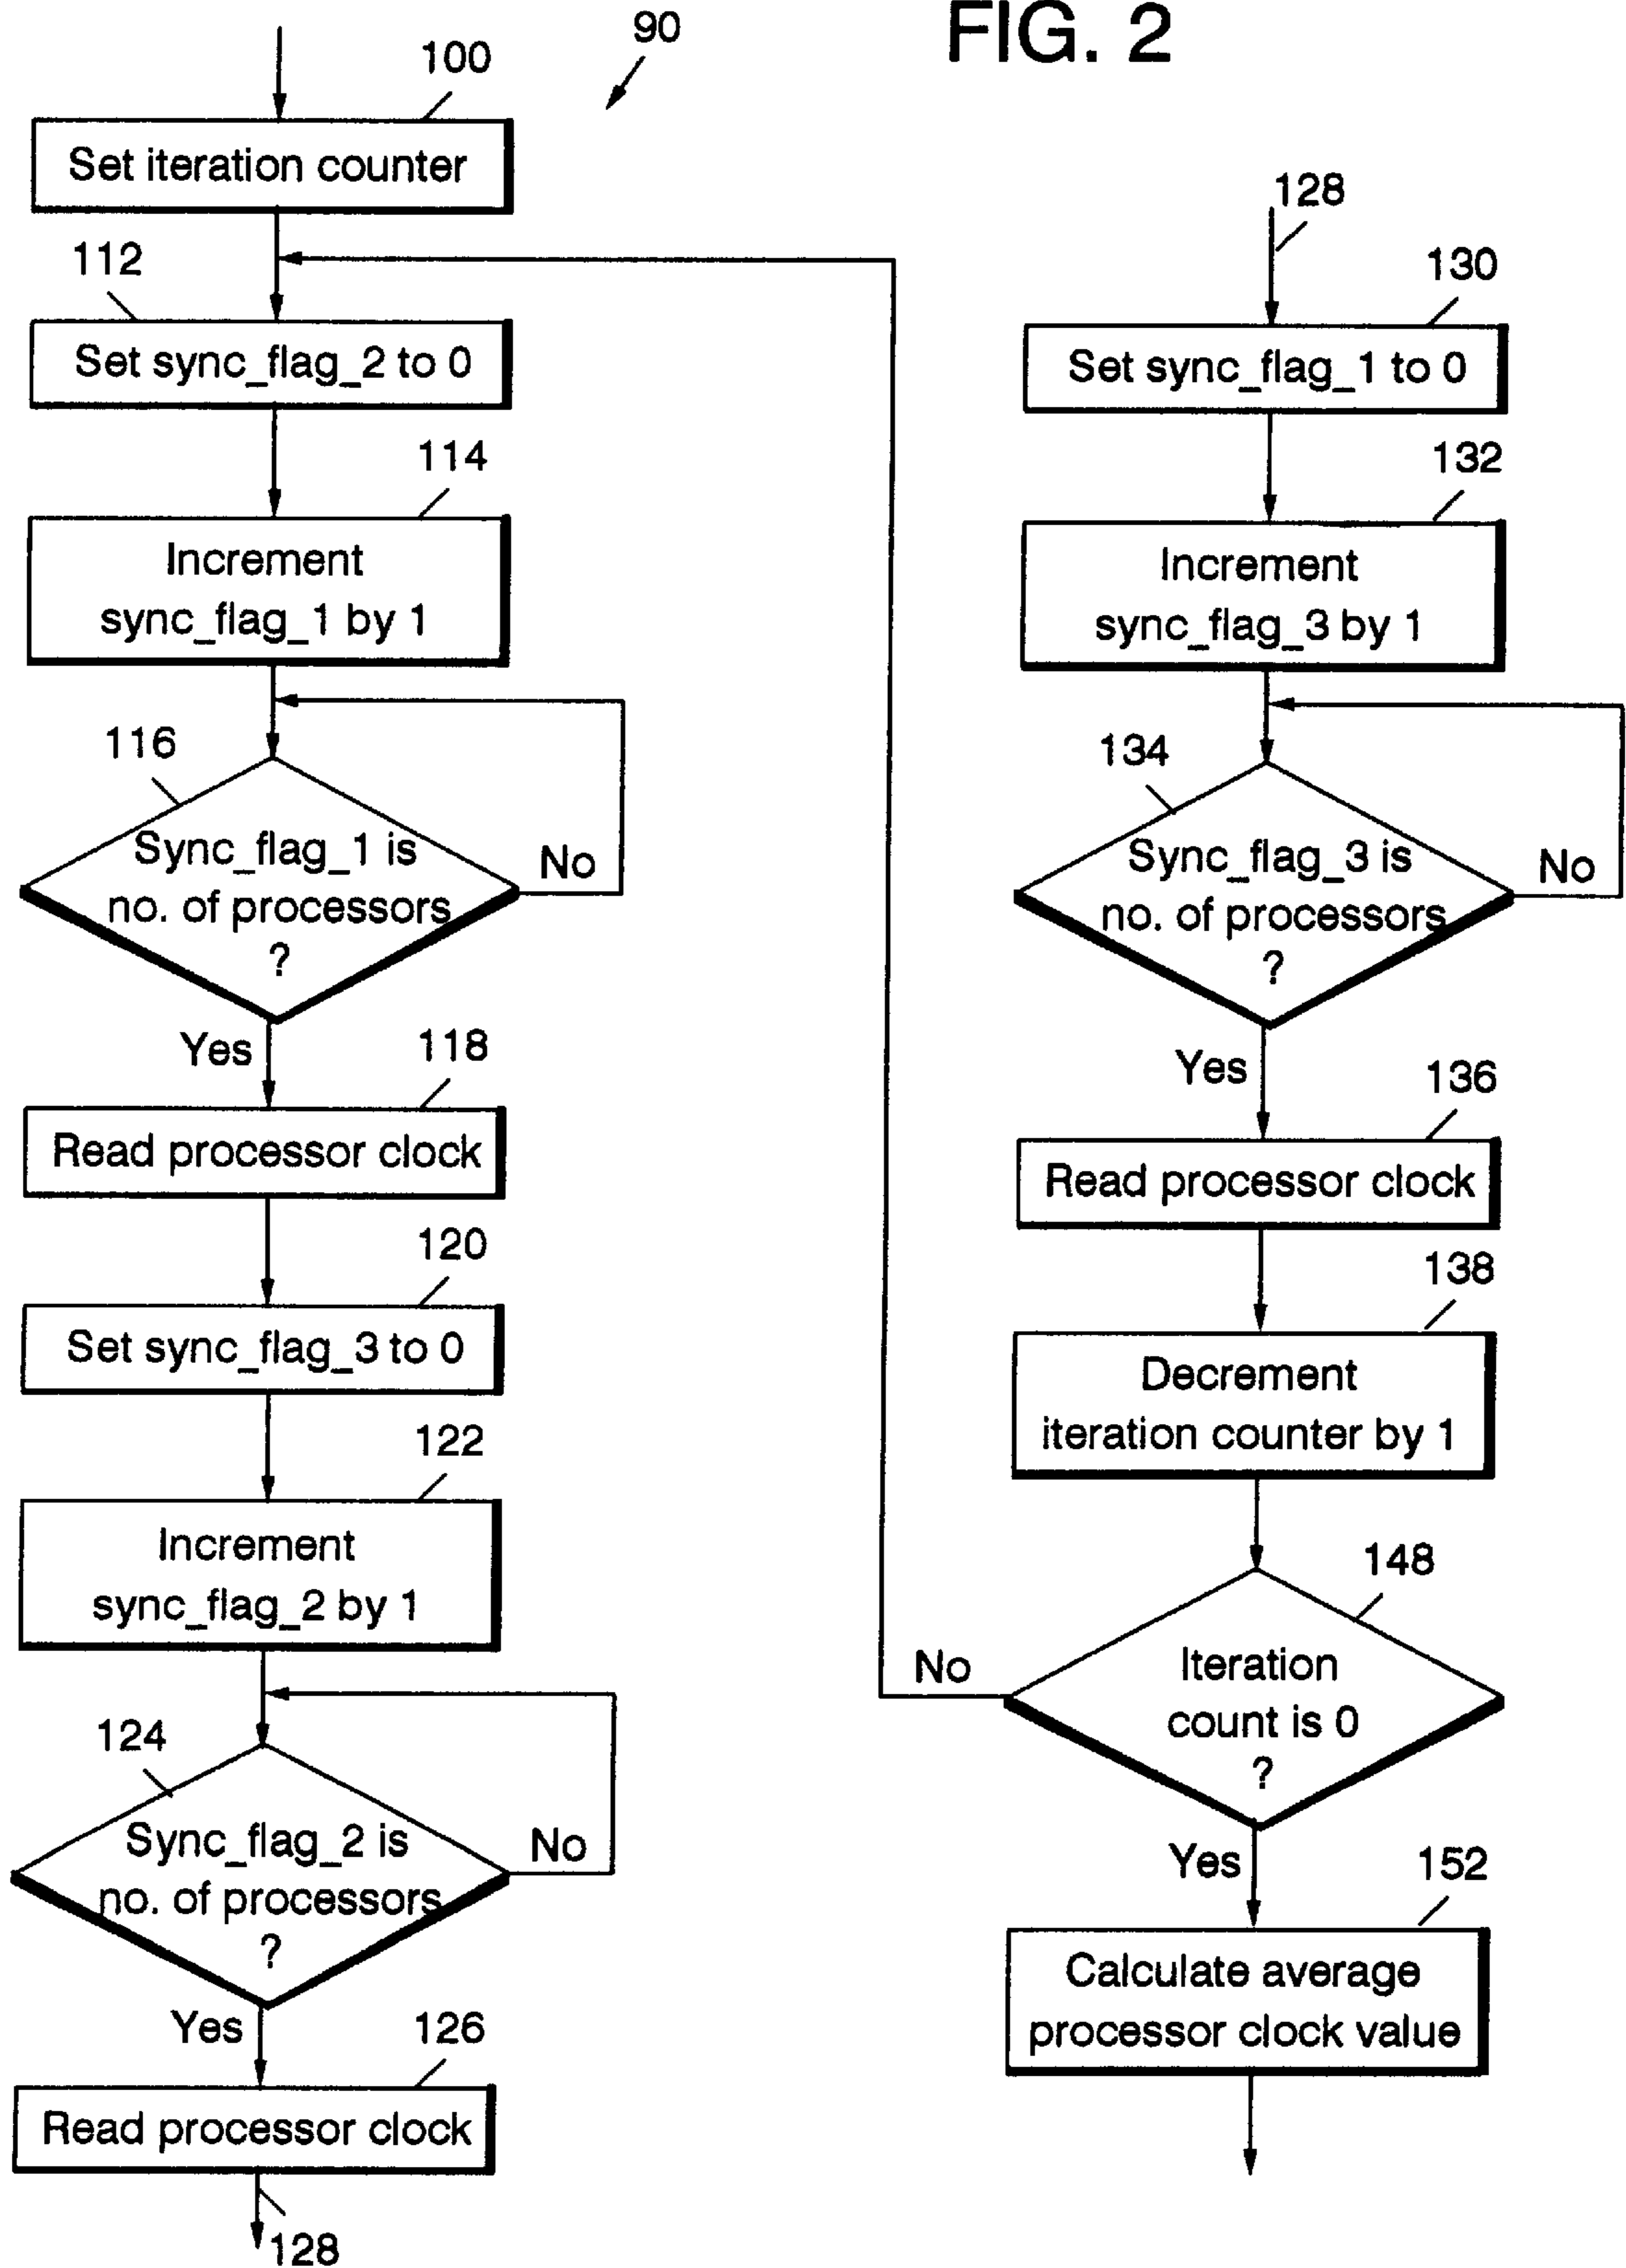 FIG. 2
90
100
Set iteration counter
112
Set sync_flag_2 to 0
114
Increment
sync_flag_1 by 1
116
Sync_flag_1 is
no. of processors
?
No
Yes
118
Read processor clock
120
Set sync_flag_3 to 0
122
Increment
sync_flag_2 by 1
124
Sync_flag_2 is
no. of processors
?
No
Yes
126
Read processor clock
128
128
130
Set sync_flag_1 to 0
132
Increment
sync_flag_3 by 1
134
Sync_flag_3 is
no. of processors
?
No
Yes
136
Read processor clock
138
Decrement
iteration counter by 1
148
Iteration
count is 0
?
No
Yes
152
Calculate average
processor clock value